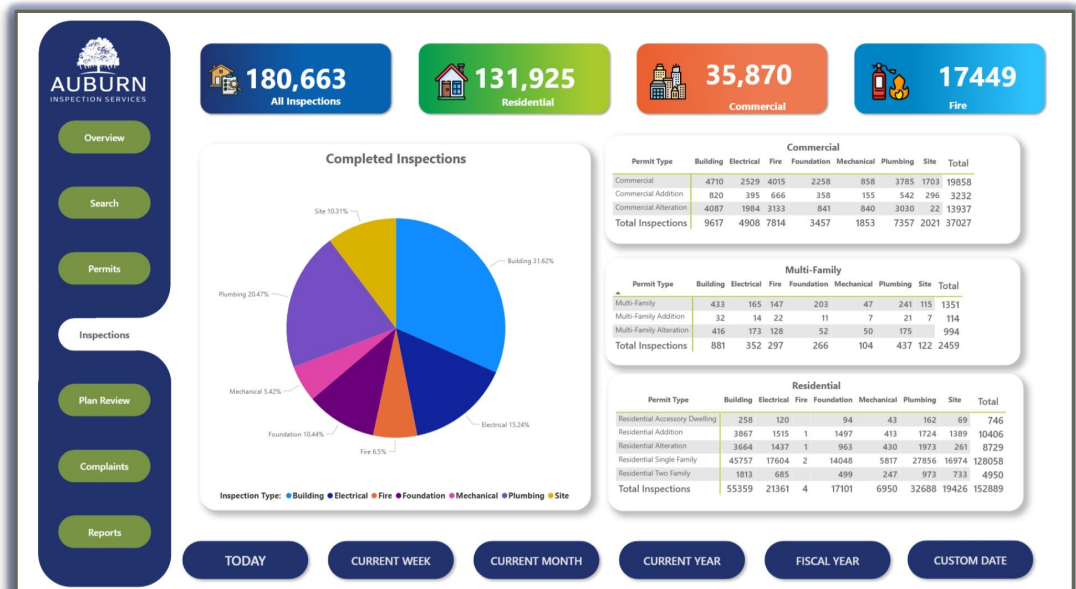 AUBURN
INSPECTION SERVICES
Overview
Search
Permits
Inspections
Plan Review
Complaints
Reports
180,663
All Inspections
131,925
Residential
35,870
Commercial
17449
Fire
Completed Inspections
Site 10.31%
Building 31.62%
Plumbing 20.47%
Mechanical 5.42%
Electrical 15.24%
Foundation 10.44%
Fire 6.5%
Inspection Type: Building Electrical Fire Foundation Mechanical Plumbing Site
Commercial
Permit Type Building Electrical Fire Foundation Mechanical Plumbing Site Total
Commercial 4710 2529 4015 2258 858 3785 1703 19858
Commercial Addition 820 395 666 358 155 542 296 3232
Commercial Alteration 4087 1984 3133 841 840 3030 22 13937
Total Inspections 9617 4908 7814 3457 1853 7357 2021 37027
Multi-Family
Permit Type Building Electrical Fire Foundation Mechanical Plumbing Site Total
Multi-Family 433 165 147 203 47 241 115 1351
Multi-Family Addition 32 14 22 11 7 21 7 114
Multi-Family Alteration 416 173 128 52 50 175 994
Total Inspections 881 352 297 266 104 437 122 2459
Residential
Permit Type Building Electrical Fire Foundation Mechanical Plumbing Site Total
Residential Accessory Dwelling 258 120 94 43 162 69 746
Residential Addition 3867 1515 1 1497 413 1724 1389 10406
Residential Alteration 3664 1437 1 963 430 1973 261 8729
Residential Single Family 45757 17604 2 14048 5817 27856 16974 128058
Residential Two Family 1813 685 499 247 973 733 4950
Total Inspections 55359 21361 4 17101 6950 32688 19426 152889
TODAY
CURRENT WEEK
CURRENT MONTH
CURRENT YEAR
FISCAL YEAR
CUSTOM DATE